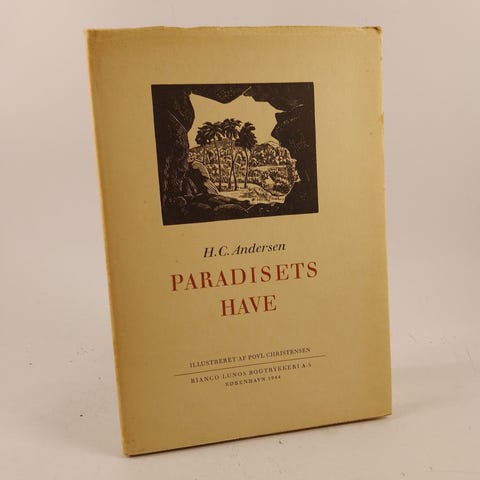 H.C. Andersen
PARADISETS
HAVE
ILLUSTRERET AF POVL CHRISTENSEN
BIANCO LUNOS BOGTRYKKERI A-S
KØBENHAVN 1944